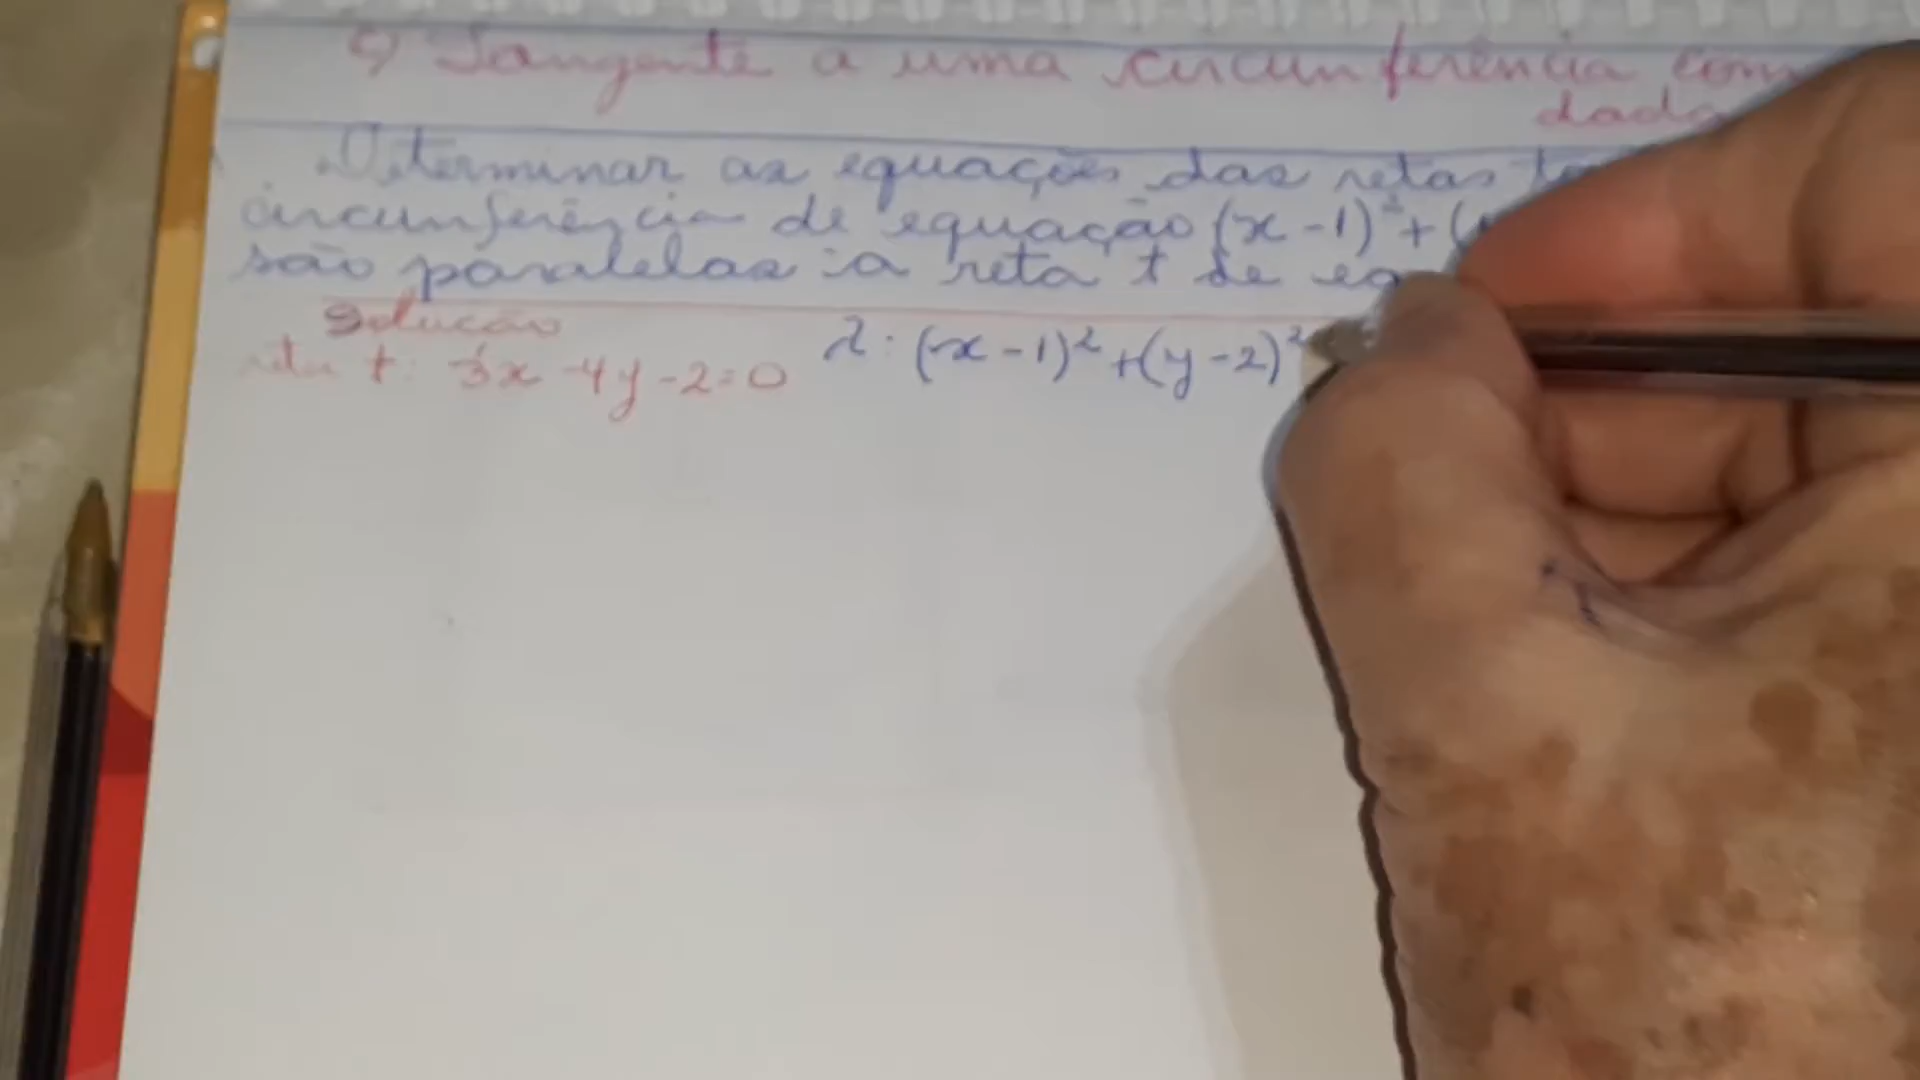 c) Tangente a uma circunferência com
dada
Determinar as equações das retas
circunferência de equação (x-1)²+(
são paralelas a reta t de eq
Solução
reta t: 3x -4y -2=0 λ: (x-1)²+(y-2)²